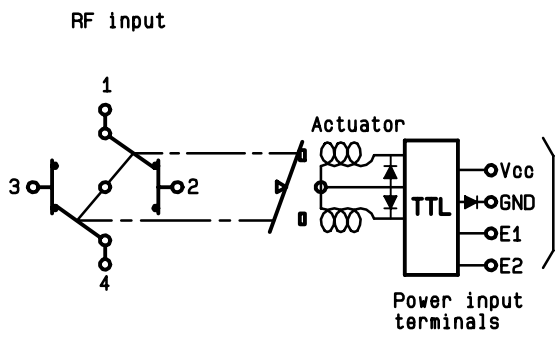 RF input
1
Actuator
3
2
4
TTL
Vcc
GND
E1
E2
Power input
terminals